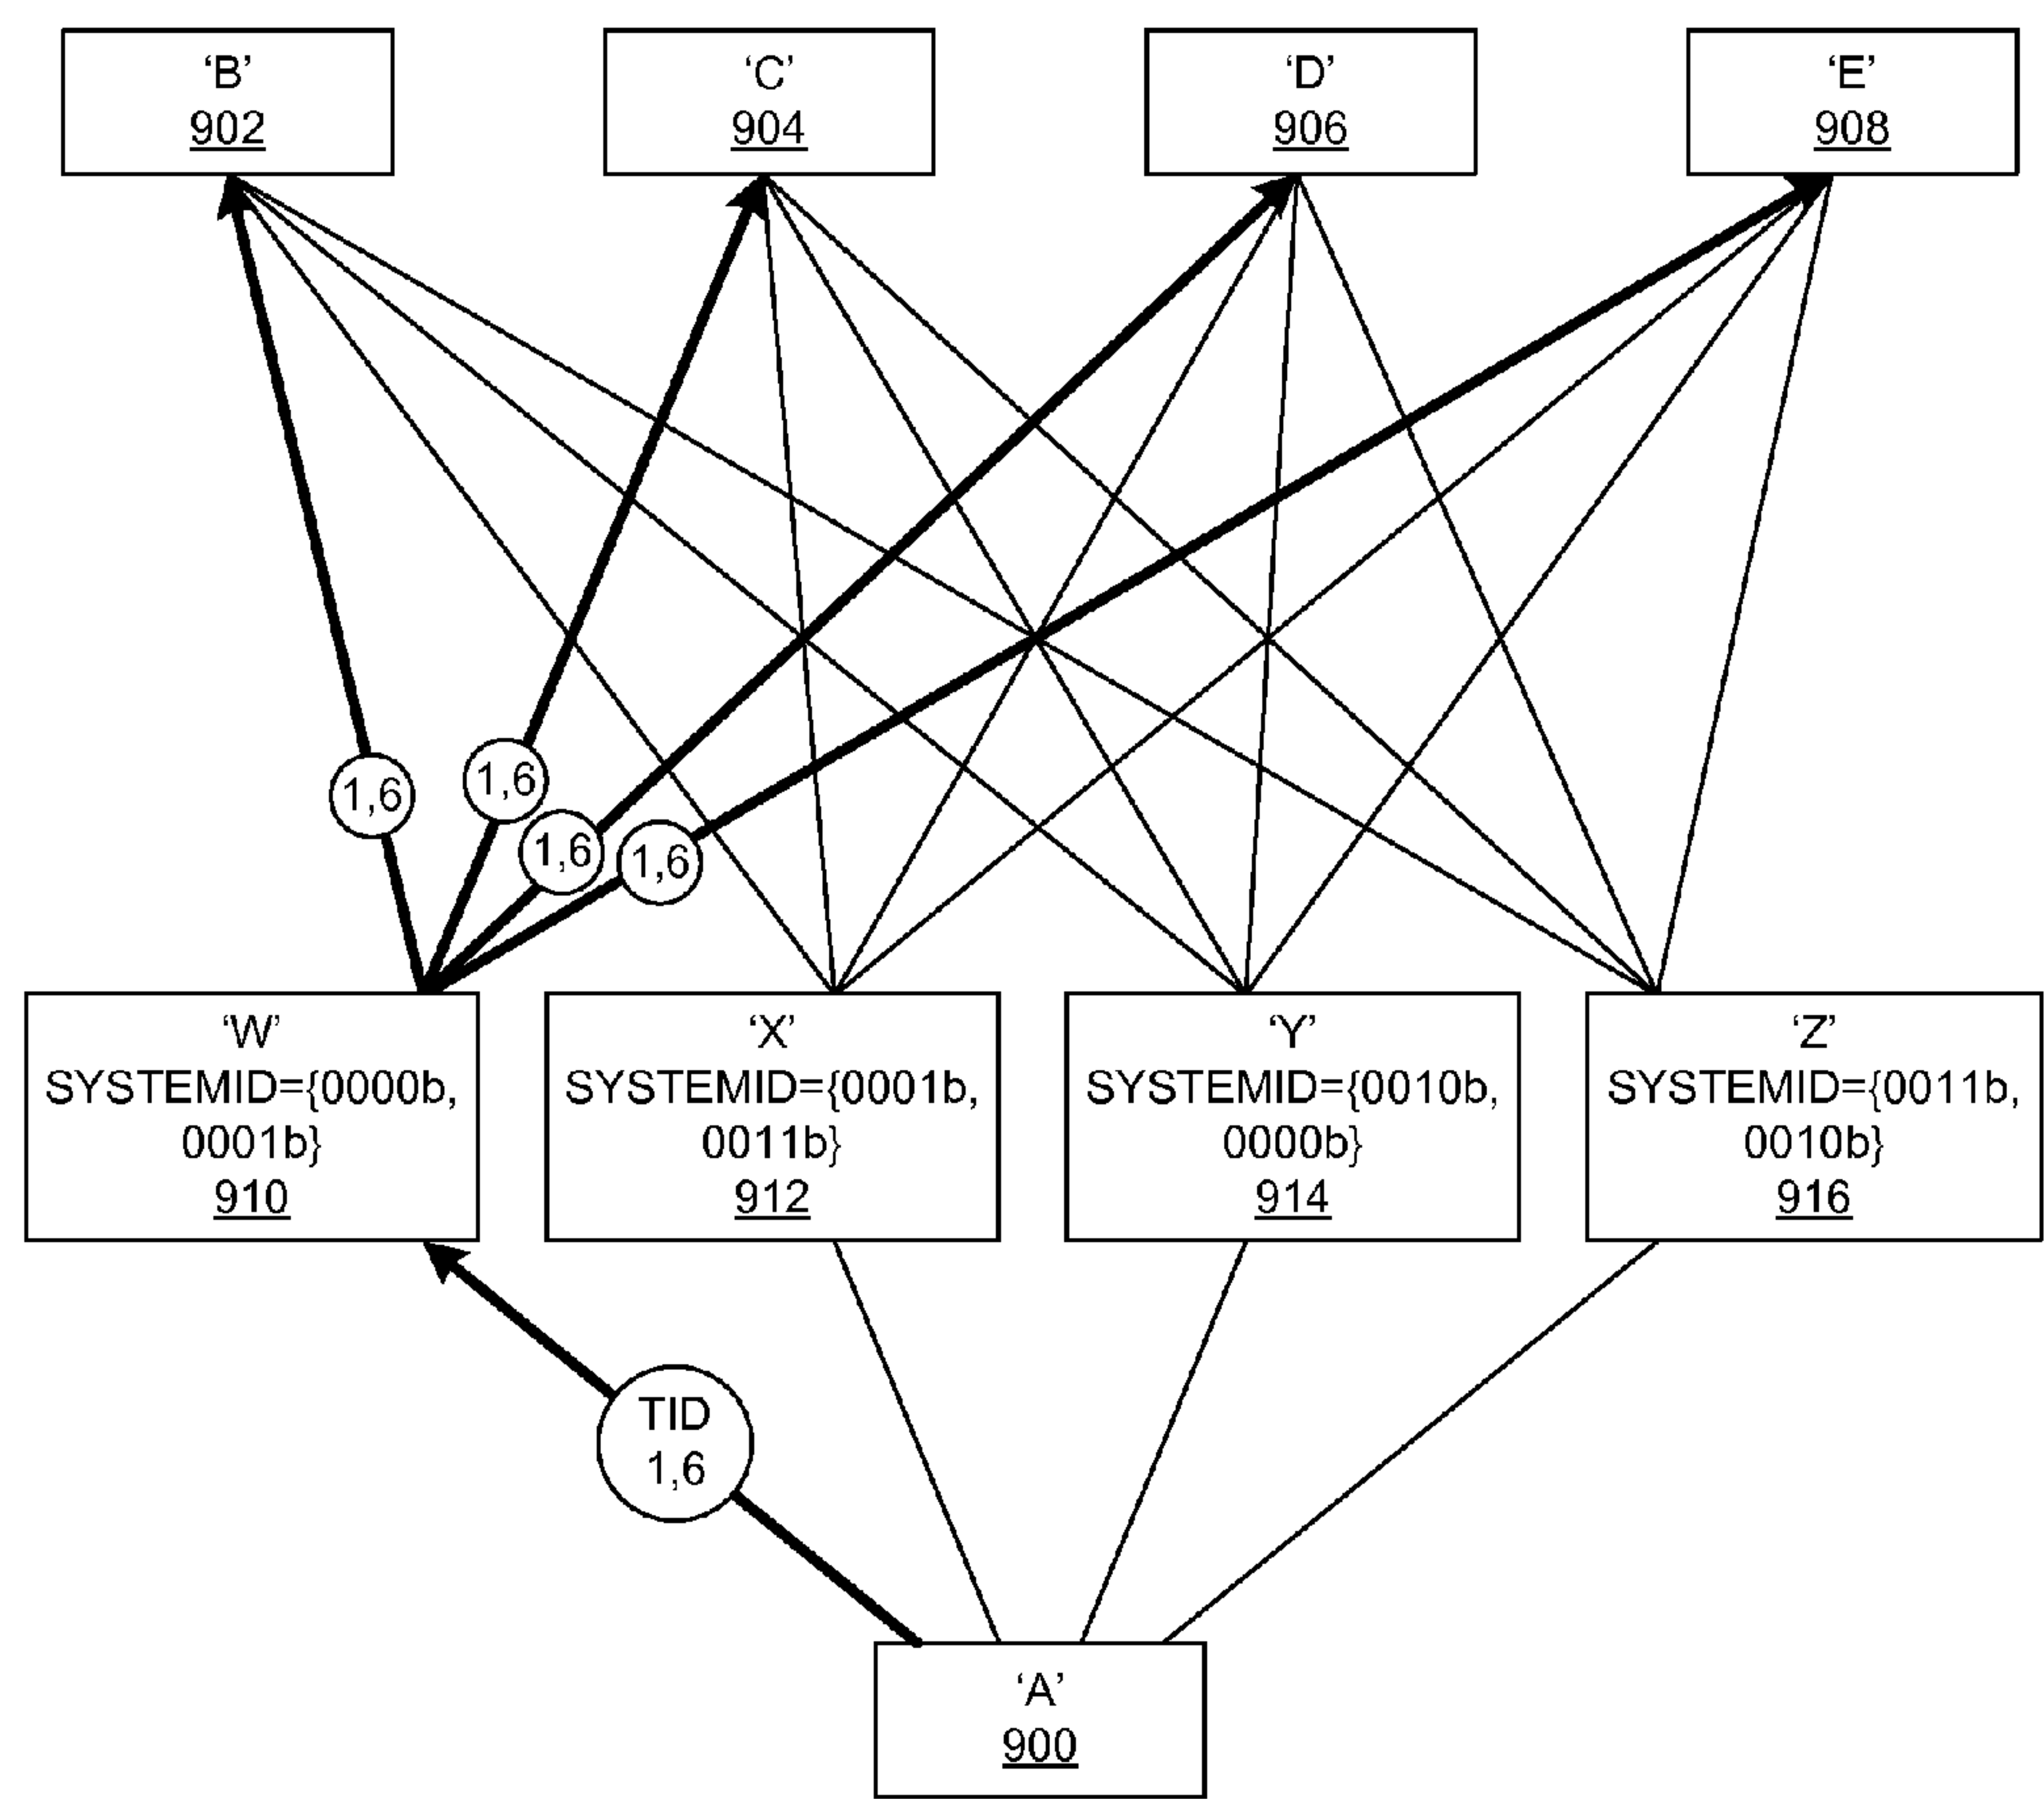 ‘B’
902
‘C’
904
‘D’
906
‘E’
908
1,6
1,6
1,6
1,6
‘W’
SYSTEMID={0000b,
0001b}
910
‘X’
SYSTEMID={0001b,
0011b}
912
‘Y’
SYSTEMID={0010b,
0000b}
914
‘Z’
SYSTEMID={0011b,
0010b}
916
TID
1,6
‘A’
900